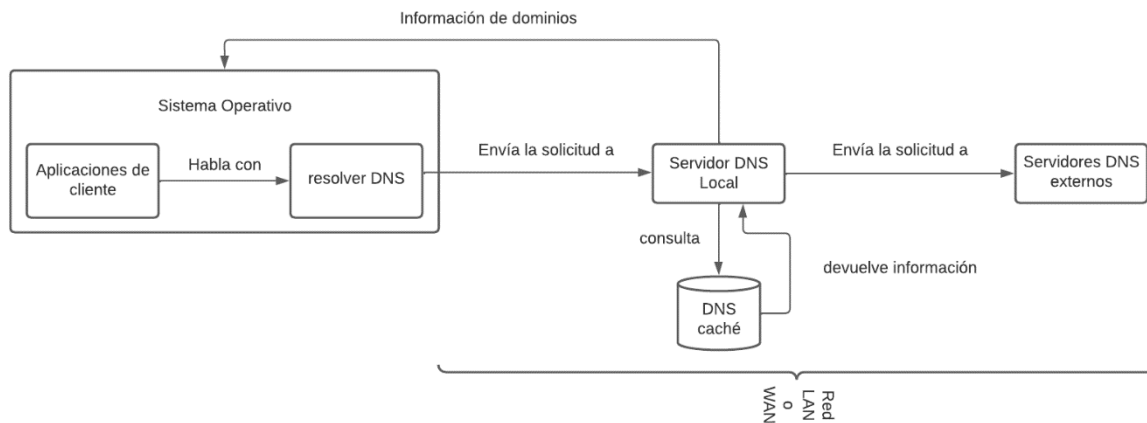 Información de dominios
Sistema Operativo
Aplicaciones de
cliente
Habla con
resolver DNS
Envía la solicitud a
Servidor DNS
Local
Envía la solicitud a
Servidores DNS
externos
consulta
devuelve información
DNS
caché
Red
LAN
o
WAN